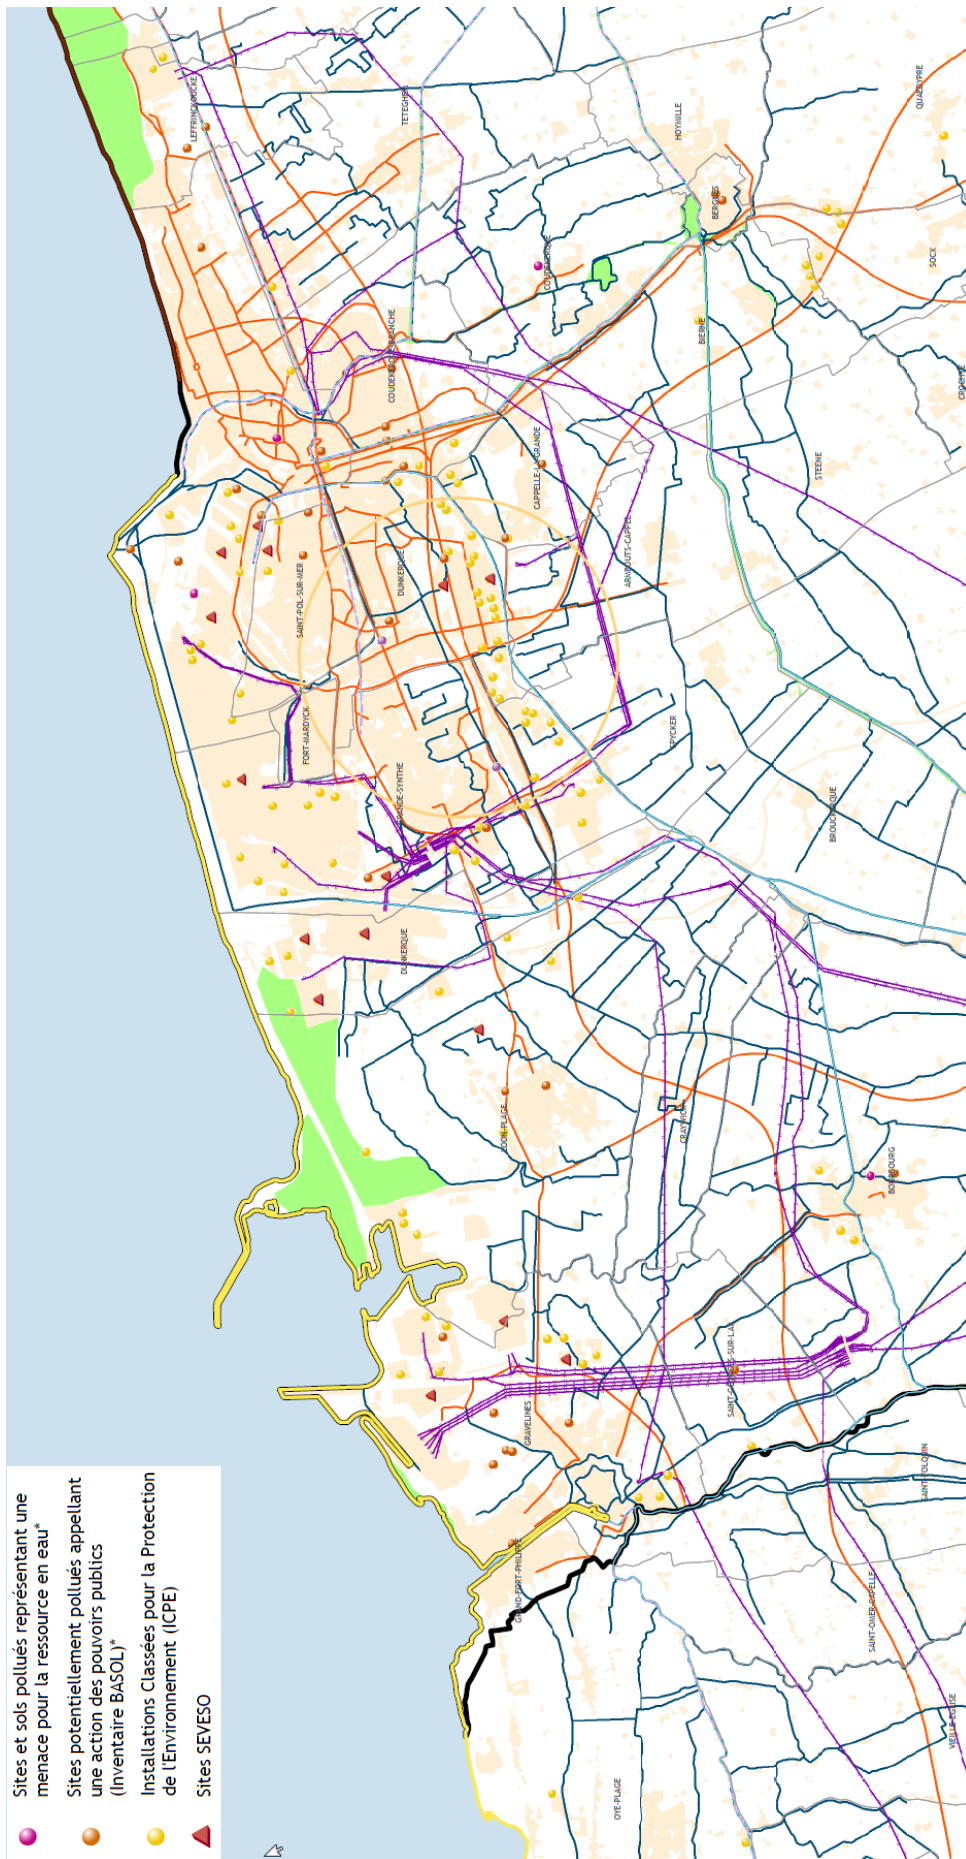 Sites et sols pollués représentant une
menace pour la ressource en eau*
Sites potentiellement pollués appellant
une action des pouvoirs publics
(Inventaire BASOL)*
Installations Classées pour la Protection
de l'Environnement (ICPE)
Sites SEVESO
OYE-PLAGE
VIEILLE-EGLISE
SAINT-OMER-CAPELLE
SAINT-FOLQUIN
GRAND-FORT-PHILIPPE
GRAVELINES
SAINT-GEORGES-SUR-L'AA
BOURBOURG
CRAYWICK
LOON-PLAGE
DUNKERQUE
BROUCKERQUE
SPYCKER
GRANDE-SYNTHE
FORT-MARDYCK
SAINT-POL-SUR-MER
DUNKERQUE
ARMBOUTS-CAPPEL
CAPPELLE-LA-GRANDE
STEENE
CROCHTE
BIERNE
COUDEKERQUE-BRANCHE
COUDEKERQUE
SOCX
BERGUES
HOYMILLE
QUAEDYPRE
TETEGHEM
LEFFRINCKOUCKE